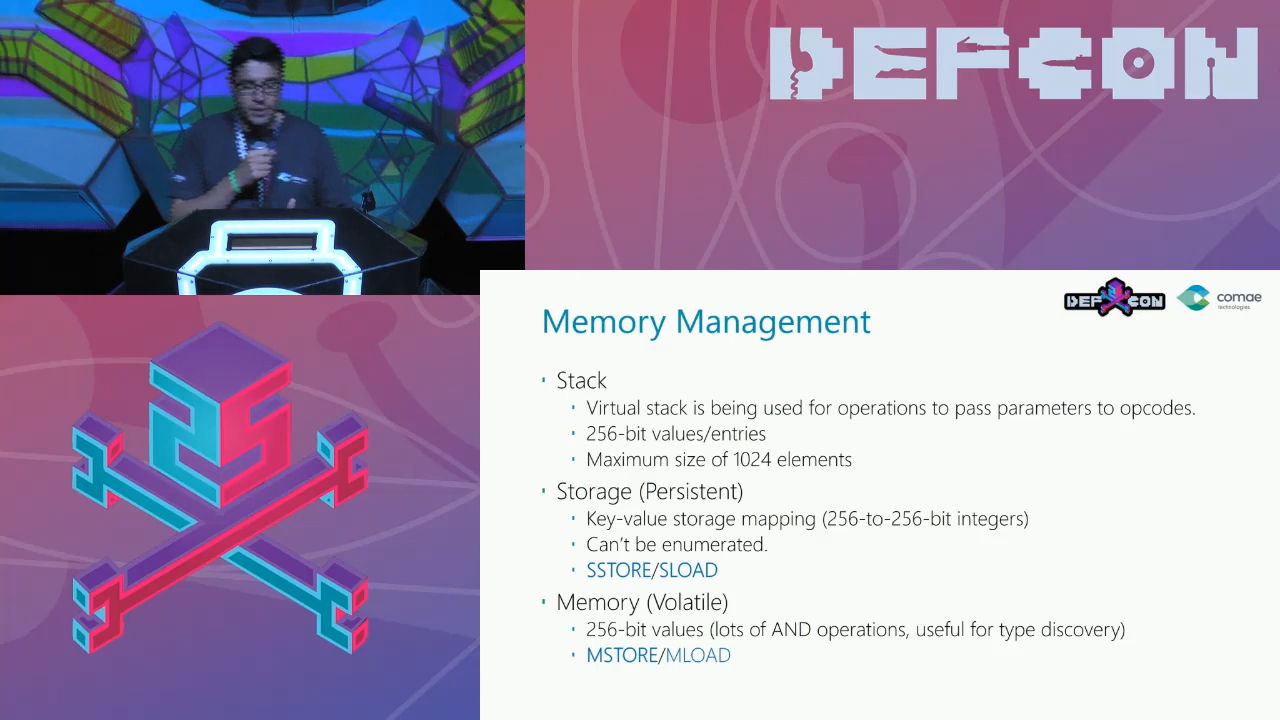 DEFCON
DEF CON
comae
technologies
Memory Management
Stack
Virtual stack is being used for operations to pass parameters to opcodes.
256-bit values/entries
Maximum size of 1024 elements
Storage (Persistent)
Key-value storage mapping (256-to-256-bit integers)
Can't be enumerated.
SSTORE/SLOAD
Memory (Volatile)
256-bit values (lots of AND operations, useful for type discovery)
MSTORE/MLOAD